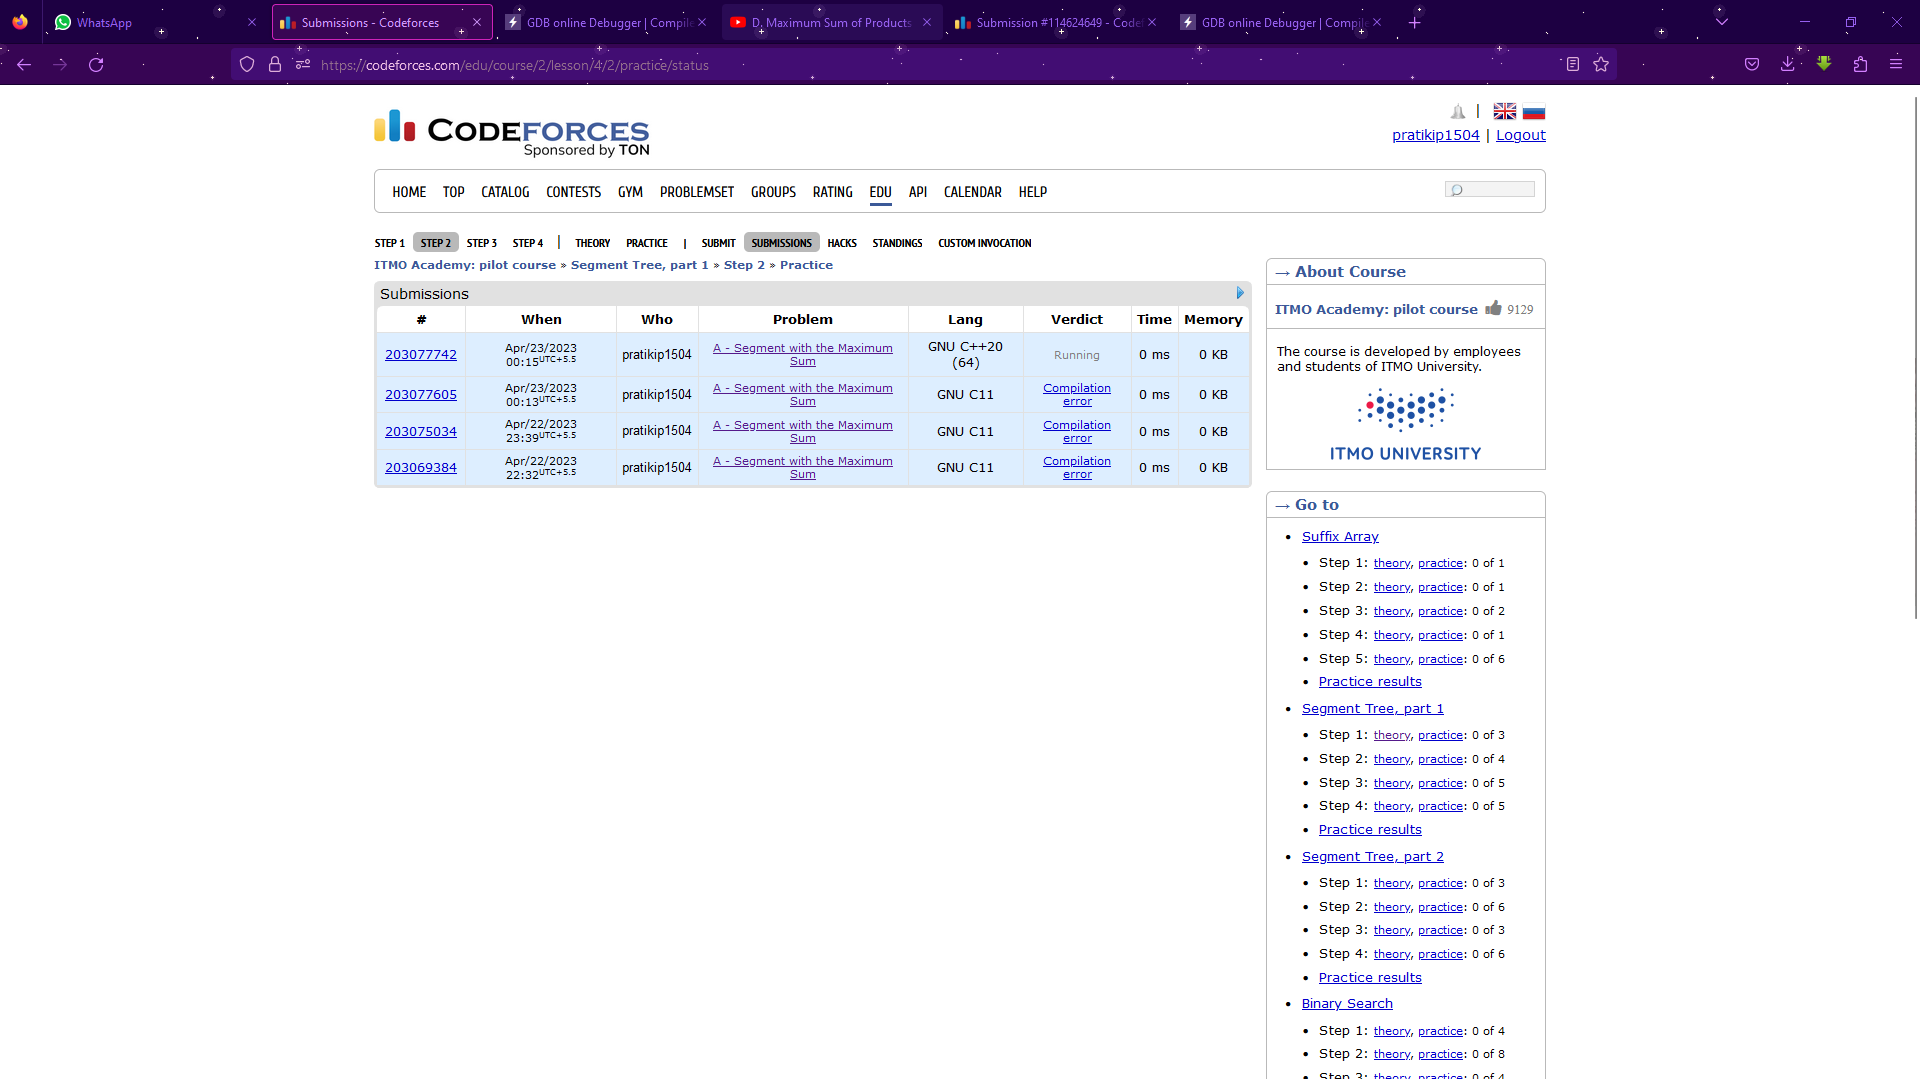 WhatsApp
Submissions - Codeforces
GDB online Debugger | Compile
D. Maximum Sum of Products
Submission #114624649 - Codef
GDB online Debugger | Compile
https://codeforces.com/edu/course/2/lesson/4/2/practice/status
CODEFORCES
Sponsored by TON
|
pratikip1504 | Logout
HOME TOP CATALOG CONTESTS GYM PROBLEMSET GROUPS RATING EDU API CALENDAR HELP
STEP 1 STEP 2 STEP 3 STEP 4 | THEORY PRACTICE | SUBMIT SUBMISSIONS HACKS STANDINGS CUSTOM INVOCATION
ITMO Academy: pilot course » Segment Tree, part 1 » Step 2 » Practice
Submissions
# When Who Problem Lang Verdict Time Memory
203077742 Apr/23/2023 00:15UTC+5.5 pratikip1504 A - Segment with the Maximum Sum GNU C++20 (64) Running 0 ms 0 KB
203077605 Apr/23/2023 00:13UTC+5.5 pratikip1504 A - Segment with the Maximum Sum GNU C11 Compilation error 0 ms 0 KB
203075034 Apr/22/2023 23:39UTC+5.5 pratikip1504 A - Segment with the Maximum Sum GNU C11 Compilation error 0 ms 0 KB
203069384 Apr/22/2023 22:32UTC+5.5 pratikip1504 A - Segment with the Maximum Sum GNU C11 Compilation error 0 ms 0 KB
→ About Course
ITMO Academy: pilot course 9129
The course is developed by employees
and students of ITMO University.
ITMO UNIVERSITY
→ Go to
Suffix Array
Step 1: theory, practice: 0 of 1
Step 2: theory, practice: 0 of 1
Step 3: theory, practice: 0 of 2
Step 4: theory, practice: 0 of 1
Step 5: theory, practice: 0 of 6
Practice results
Segment Tree, part 1
Step 1: theory, practice: 0 of 3
Step 2: theory, practice: 0 of 4
Step 3: theory, practice: 0 of 5
Step 4: theory, practice: 0 of 5
Practice results
Segment Tree, part 2
Step 1: theory, practice: 0 of 3
Step 2: theory, practice: 0 of 6
Step 3: theory, practice: 0 of 3
Step 4: theory, practice: 0 of 6
Practice results
Binary Search
Step 1: theory, practice: 0 of 4
Step 2: theory, practice: 0 of 8
Step 3: theory, practice: 0 of 4